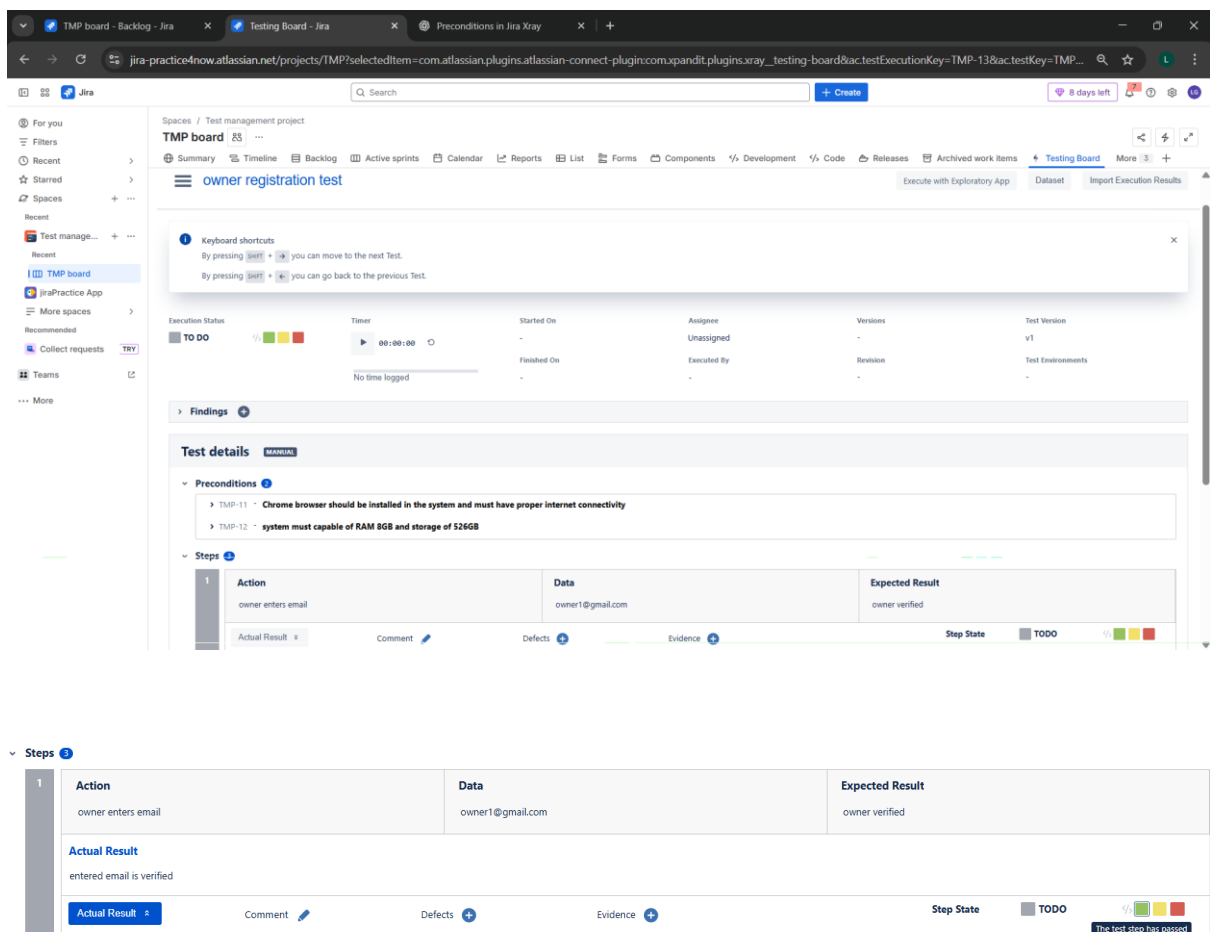 TMP board - Backlog - Jira
Testing Board - Jira
Preconditions in Jira Xray
jira-practice4now.atlassian.net/projects/TMP?selectedItem=com.atlassian.plugins.atlassian-connect-plugin:com.xpandit.plugins.xray__testing-board&ac.testExecutionKey=TMP-13&ac.testKey=TMP...
L
Jira
Search
+ Create
8 days left
7
LG
For you
Filters
Recent
Starred
Spaces
Recent
Test manage...
Recent
TMP board
jiraPractice App
More spaces
Recommended
Collect requests TRY
Teams
More
Spaces / Test management project
TMP board
Summary Timeline Backlog Active sprints Calendar Reports List Forms Components Development Code Releases Archived work items Testing Board More 3
owner registration test
Execute with Exploratory App Dataset Import Execution Results
Keyboard shortcuts
By pressing SHIFT + → you can move to the next Test.
By pressing SHIFT + ← you can go back to the previous Test.
Execution Status Timer Started On Assignee Versions Test Version
TO DO 00:00:00 - Unassigned - v1
Finished On Executed By Revision Test Environments
No time logged - - - -
Findings
Test details MANUAL
Preconditions 2
TMP-11 - Chrome browser should be installed in the system and must have proper internet connectivity
TMP-12 - system must capable of RAM 8GB and storage of 526GB
Steps 3
1 Action Data Expected Result
owner enters email owner1@gmail.com owner verified
Actual Result Comment Defects Evidence Step State TODO
Steps 3
1 Action Data Expected Result
owner enters email owner1@gmail.com owner verified
Actual Result
entered email is verified
Actual Result Comment Defects Evidence Step State TODO
The test step has passed